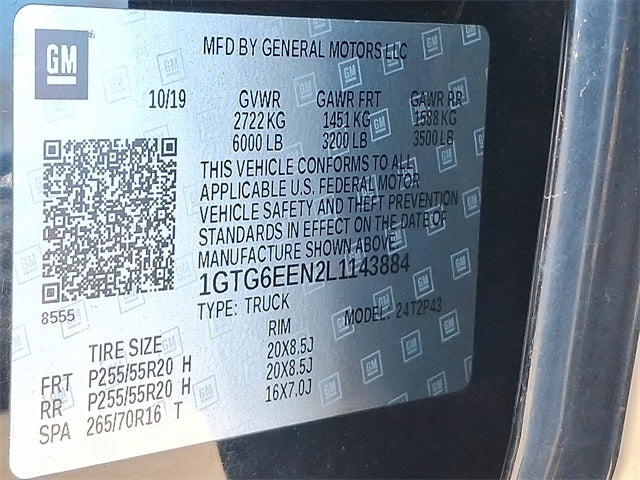 GM
MFD BY GENERAL MOTORS LLC
10/19 GVWR GAWR FRT GAWR RR
2722 KG 1451 KG 1588 KG
6000 LB 3200 LB 3500 LB
THIS VEHICLE CONFORMS TO ALL
APPLICABLE U.S. FEDERAL MOTOR
VEHICLE SAFETY AND THEFT PREVENTION
STANDARDS IN EFFECT ON THE DATE OF
MANUFACTURE SHOWN ABOVE
1GTG6EEN2L1143884
8555
TYPE: TRUCK MODEL: 24T2P43
TIRE SIZE RIM
FRT P255/55R20 H 20X8.5J
RR P255/55R20 H 20X8.5J
SPA 265/70R16 T 16X7.0J